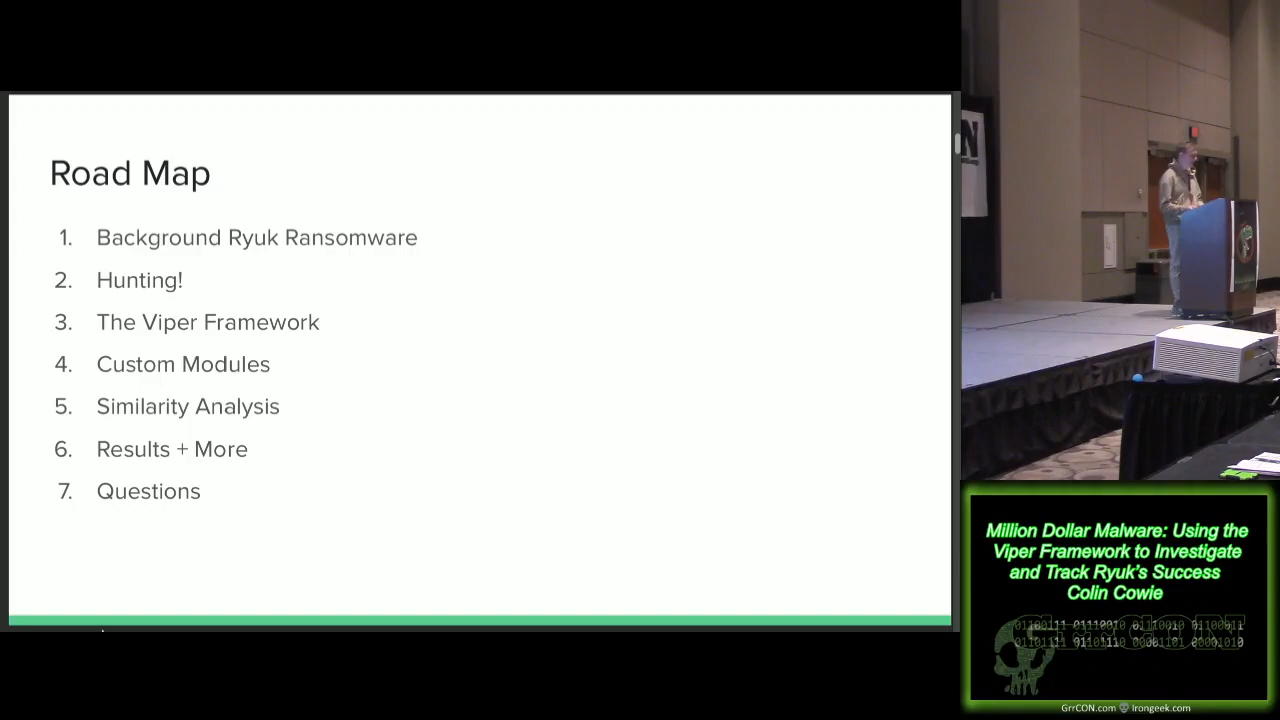 Road Map
1. Background Ryuk Ransomware
2. Hunting!
3. The Viper Framework
4. Custom Modules
5. Similarity Analysis
6. Results + More
7. Questions
N
Million Dollar Malware: Using the
Viper Framework to Investigate
and Track Ryuk's Success
Colin Cowie
GrrCON
GrrCON.com Irongeek.com